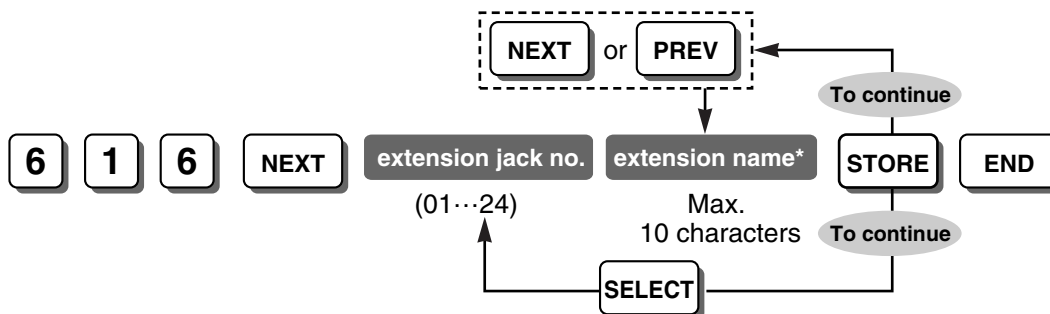 NEXT or PREV
To continue
6 1 6 NEXT extension jack no. extension name* STORE END
(01···24) Max.
10 characters
To continue
SELECT